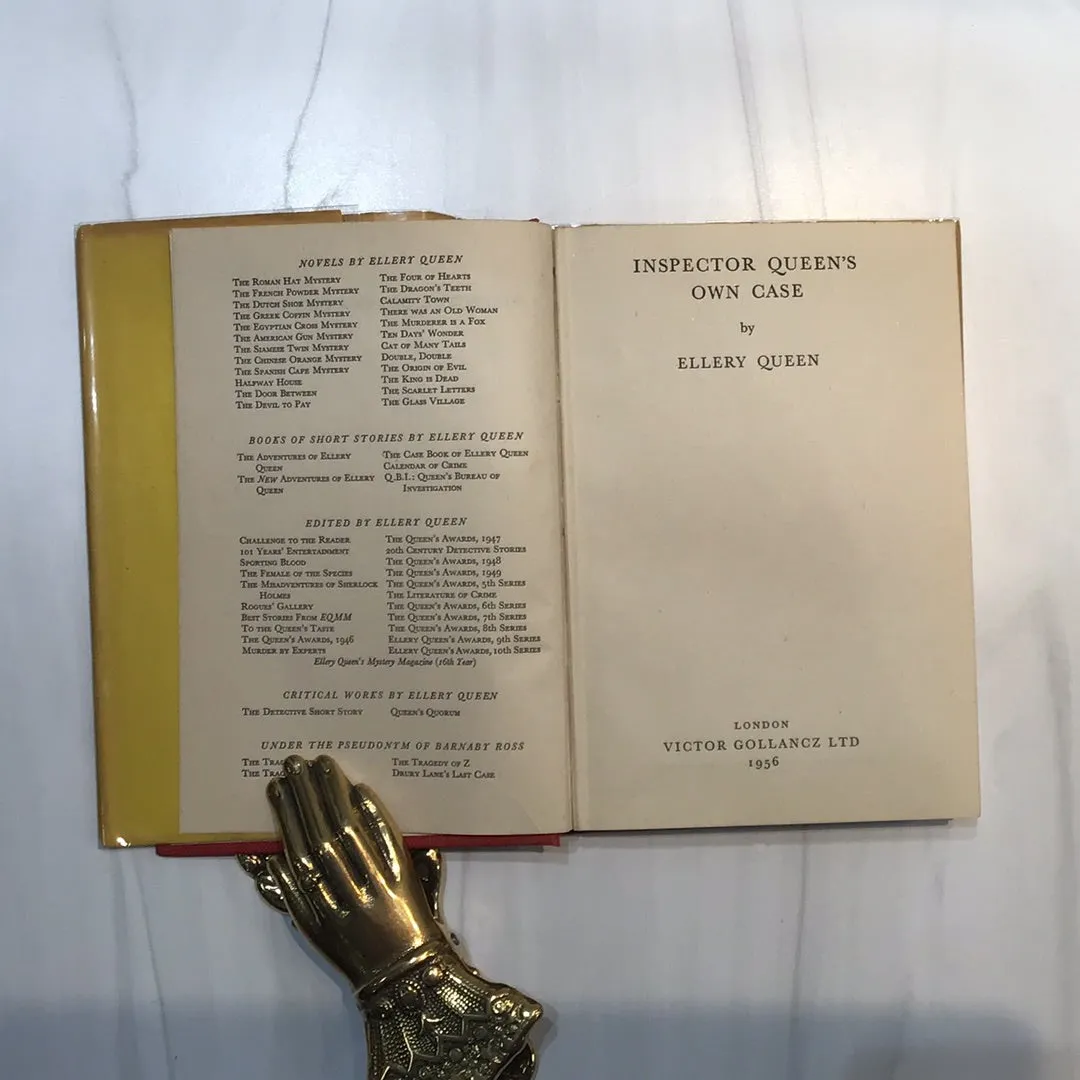 NOVELS BY ELLERY QUEEN
THE ROMAN HAT MYSTERY
THE FRENCH POWDER MYSTERY
THE DUTCH SHOE MYSTERY
THE GREEK COFFIN MYSTERY
THE EGYPTIAN CROSS MYSTERY
THE AMERICAN GUN MYSTERY
THE SIAMESE TWIN MYSTERY
THE CHINESE ORANGE MYSTERY
THE SPANISH CAPE MYSTERY
HALFWAY HOUSE
THE DOOR BETWEEN
THE DEVIL TO PAY
THE FOUR OF HEARTS
THE DRAGON'S TEETH
CALAMITY TOWN
THERE WAS AN OLD WOMAN
THE MURDERER IS A FOX
TEN DAYS' WONDER
CAT OF MANY TAILS
DOUBLE, DOUBLE
THE ORIGIN OF EVIL
THE KING IS DEAD
THE SCARLET LETTERS
THE GLASS VILLAGE
BOOKS OF SHORT STORIES BY ELLERY QUEEN
THE ADVENTURES OF ELLERY
QUEEN
THE NEW ADVENTURES OF ELLERY
QUEEN
THE CASE BOOK OF ELLERY QUEEN
CALENDAR OF CRIME
Q.B.I.: QUEEN'S BUREAU OF
INVESTIGATION
EDITED BY ELLERY QUEEN
CHALLENGE TO THE READER
101 YEARS' ENTERTAINMENT
SPORTING BLOOD
THE FEMALE OF THE SPECIES
THE MISADVENTURES OF SHERLOCK
HOLMES
ROGUES' GALLERY
BEST STORIES FROM EQMM
TO THE QUEEN'S TASTE
THE QUEEN'S AWARDS, 1946
MURDER BY EXPERTS
THE QUEEN'S AWARDS, 1947
20TH CENTURY DETECTIVE STORIES
THE QUEEN'S AWARDS, 1948
THE QUEEN'S AWARDS, 1949
THE QUEEN'S AWARDS, 5TH SERIES
THE LITERATURE OF CRIME
THE QUEEN'S AWARDS, 6TH SERIES
THE QUEEN'S AWARDS, 7TH SERIES
THE QUEEN'S AWARDS, 8TH SERIES
ELLERY QUEEN'S AWARDS, 9TH SERIES
ELLERY QUEEN'S AWARDS, 10TH SERIES
Ellery Queen's Mystery Magazine (16th Year)
CRITICAL WORKS BY ELLERY QUEEN
THE DETECTIVE SHORT STORY
QUEEN'S QUORUM
UNDER THE PSEUDONYM OF BARNABY ROSS
THE
THE
THE TRAGEDY OF Z
DRURY LANE'S LAST CASE
INSPECTOR QUEEN'S
OWN CASE
by
ELLERY QUEEN
LONDON
VICTOR GOLLANCZ LTD
1956